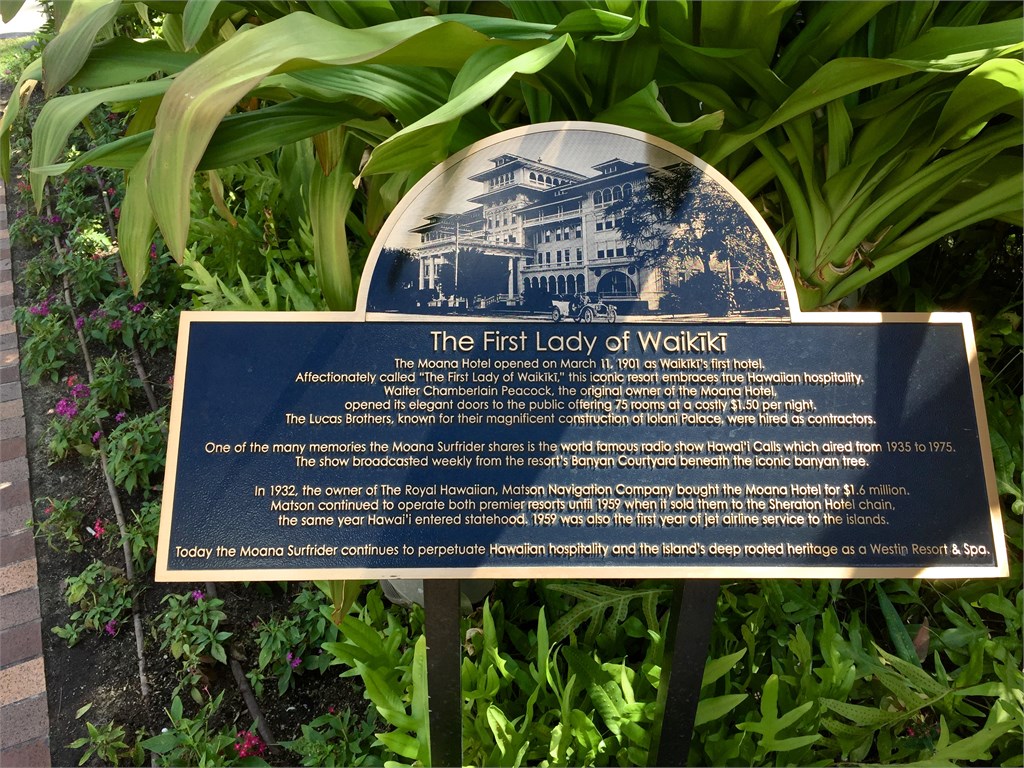 The First Lady of Waikīkī
The Moana Hotel opened on March 11, 1901 as Waikīkī's first hotel.
Affectionately called "The First Lady of Waikīkī," this iconic resort embraces true Hawaiian hospitality.
Walter Chamberlain Peacock, the original owner of the Moana Hotel,
opened its elegant doors to the public offering 75 rooms at a costly $1.50 per night.
The Lucas Brothers, known for their magnificent construction of Iolani Palace, were hired as contractors.
One of the many memories the Moana Surfrider shares is the world famous radio show Hawai'i Calls which aired from 1935 to 1975.
The show broadcasted weekly from the resort's Banyan Courtyard beneath the iconic banyan tree.
In 1932, the owner of The Royal Hawaiian, Matson Navigation Company bought the Moana Hotel for $1.6 million.
Matson continued to operate both premier resorts until 1959 when it sold them to the Sheraton Hotel chain,
the same year Hawai'i entered statehood. 1959 was also the first year of jet airline service to the islands.
Today the Moana Surfrider continues to perpetuate Hawaiian hospitality and the island's deep rooted heritage as a Westin Resort & Spa.